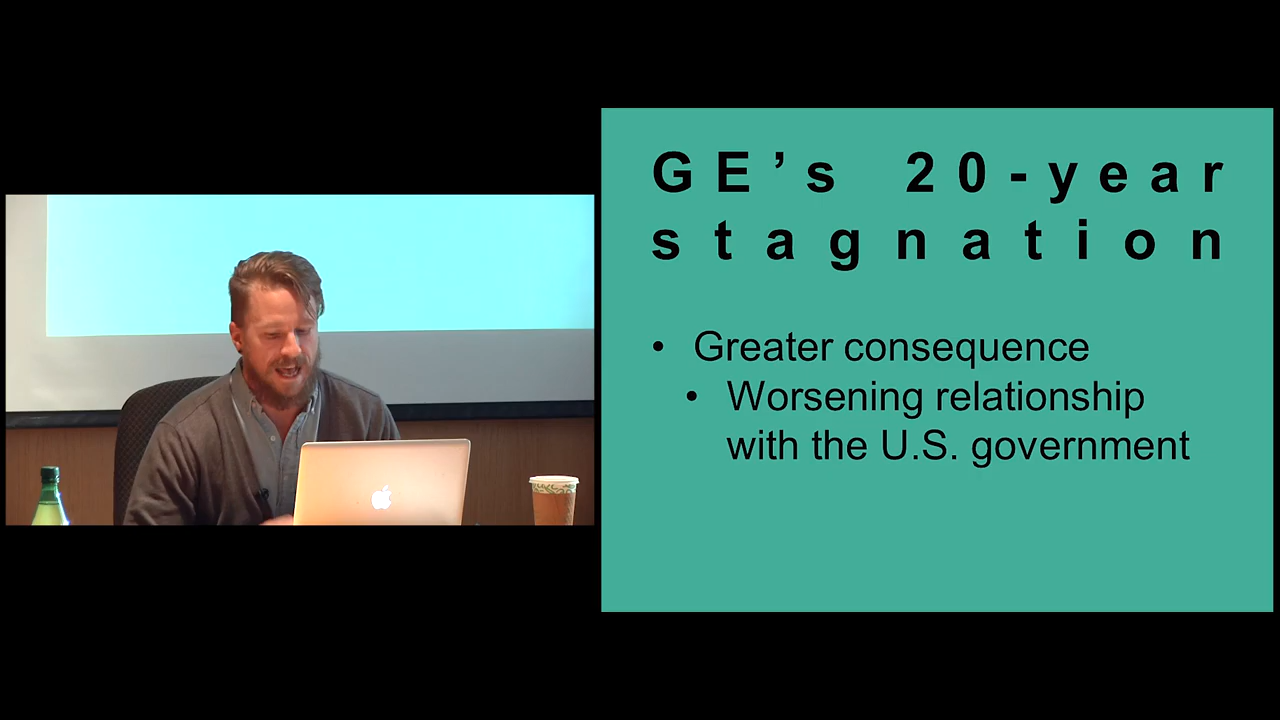 GE’s 20-year
stagnation
• Greater consequence
• Worsening relationship
with the U.S. government